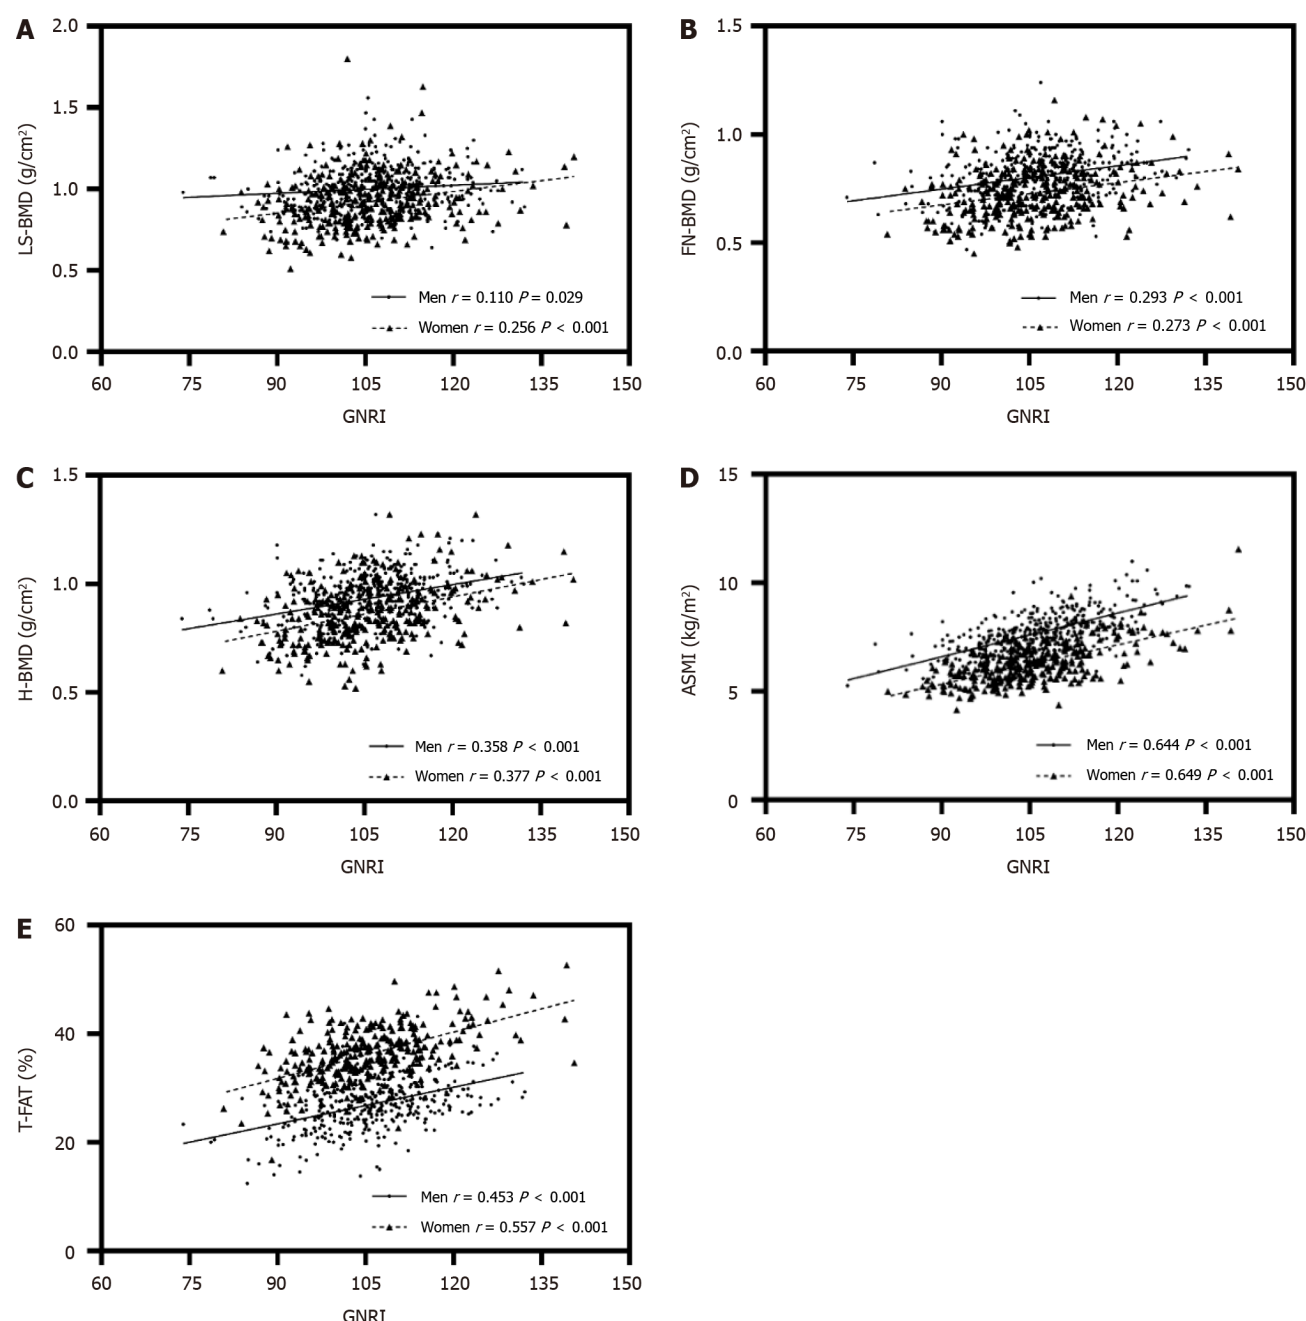 A
2.0
1.5
1.0
0.5
0.0
LS-BMD (g/cm²)
Men r = 0.110 P = 0.029
Women r = 0.256 P < 0.001
60 75 90 105 120 135 150
GNRI
B
1.5
1.0
0.5
0.0
FN-BMD (g/cm²)
Men r = 0.293 P < 0.001
Women r = 0.273 P < 0.001
60 75 90 105 120 135 150
GNRI
C
1.5
1.0
0.5
0.0
H-BMD (g/cm²)
Men r = 0.358 P < 0.001
Women r = 0.377 P < 0.001
60 75 90 105 120 135 150
GNRI
D
15
10
5
0
ASMI (kg/m²)
Men r = 0.644 P < 0.001
Women r = 0.649 P < 0.001
60 75 90 105 120 135 150
GNRI
E
60
40
20
0
T-FAT (%)
Men r = 0.453 P < 0.001
Women r = 0.557 P < 0.001
60 75 90 105 120 135 150
GNRI